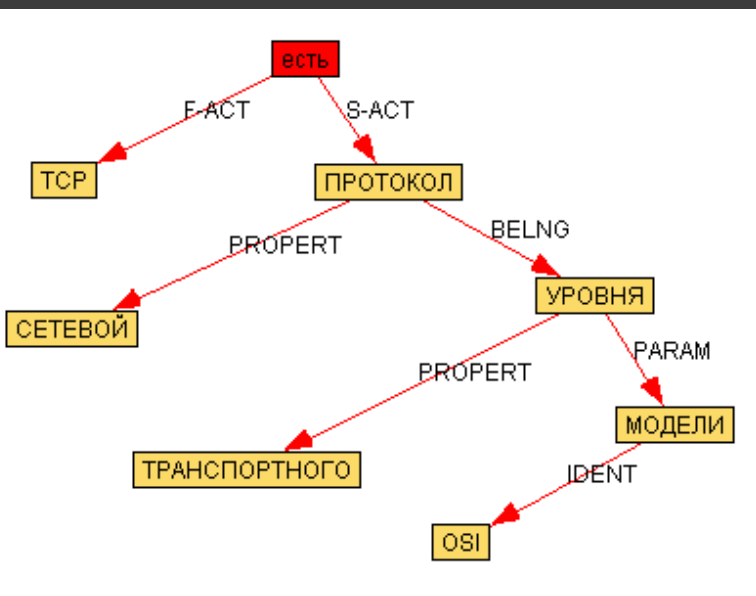 есть
F-ACT
S-ACT
TCP
ПРОТОКОЛ
PROPERT
BELNG
СЕТЕВОЙ
УРОВНЯ
PROPERT
PARAM
ТРАНСПОРТНОГО
МОДЕЛИ
IDENT
OSI